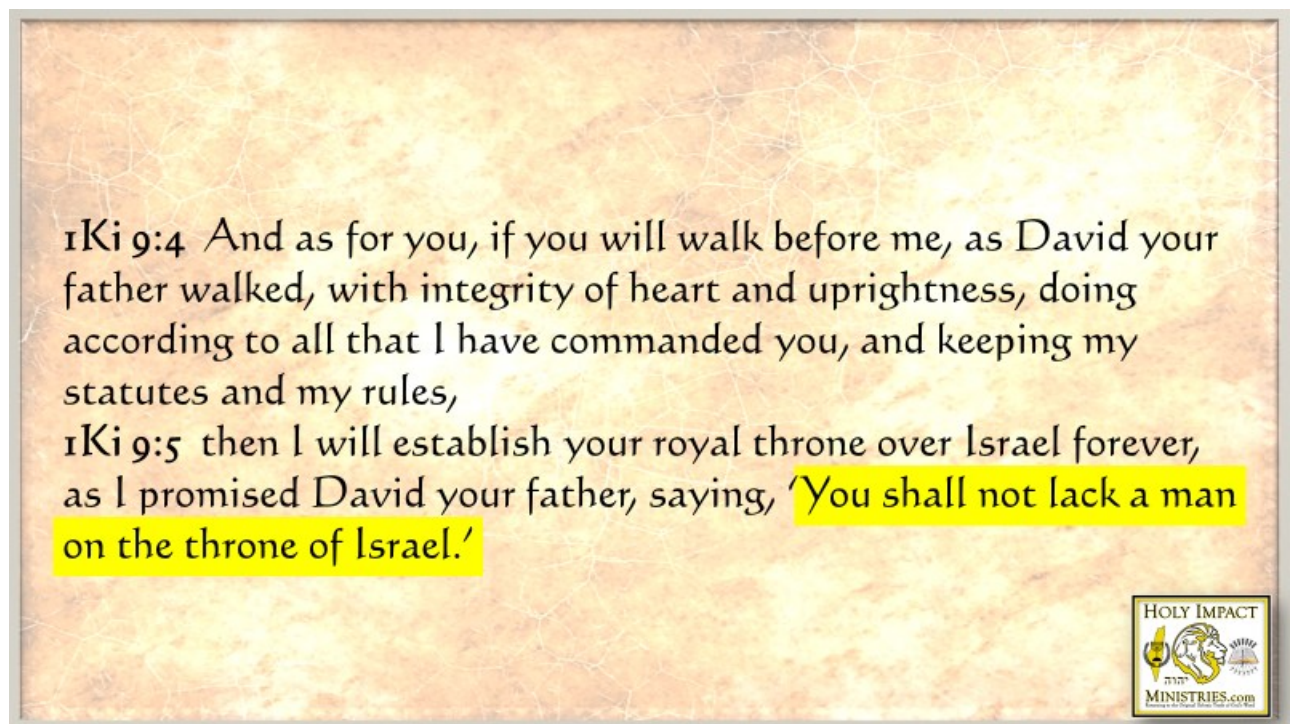 1Ki 9:4 And as for you, if you will walk before me, as David your
father walked, with integrity of heart and uprightness, doing
according to all that I have commanded you, and keeping my
statutes and my rules,
1Ki 9:5 then I will establish your royal throne over Israel forever,
as I promised David your father, saying, ‘You shall not lack a man
on the throne of Israel.’
HOLY IMPACT
יהוה
MINISTRIES.com